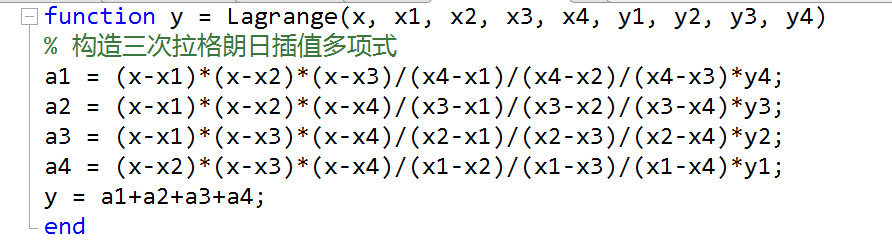 function y = Lagrange(x, x1, x2, x3, x4, y1, y2, y3, y4)
% 构造三次拉格朗日插值多项式
a1 = (x-x1)*(x-x2)*(x-x3)/(x4-x1)/(x4-x2)/(x4-x3)*y4;
a2 = (x-x1)*(x-x2)*(x-x4)/(x3-x1)/(x3-x2)/(x3-x4)*y3;
a3 = (x-x1)*(x-x3)*(x-x4)/(x2-x1)/(x2-x3)/(x2-x4)*y2;
a4 = (x-x2)*(x-x3)*(x-x4)/(x1-x2)/(x1-x3)/(x1-x4)*y1;
y = a1+a2+a3+a4;
end